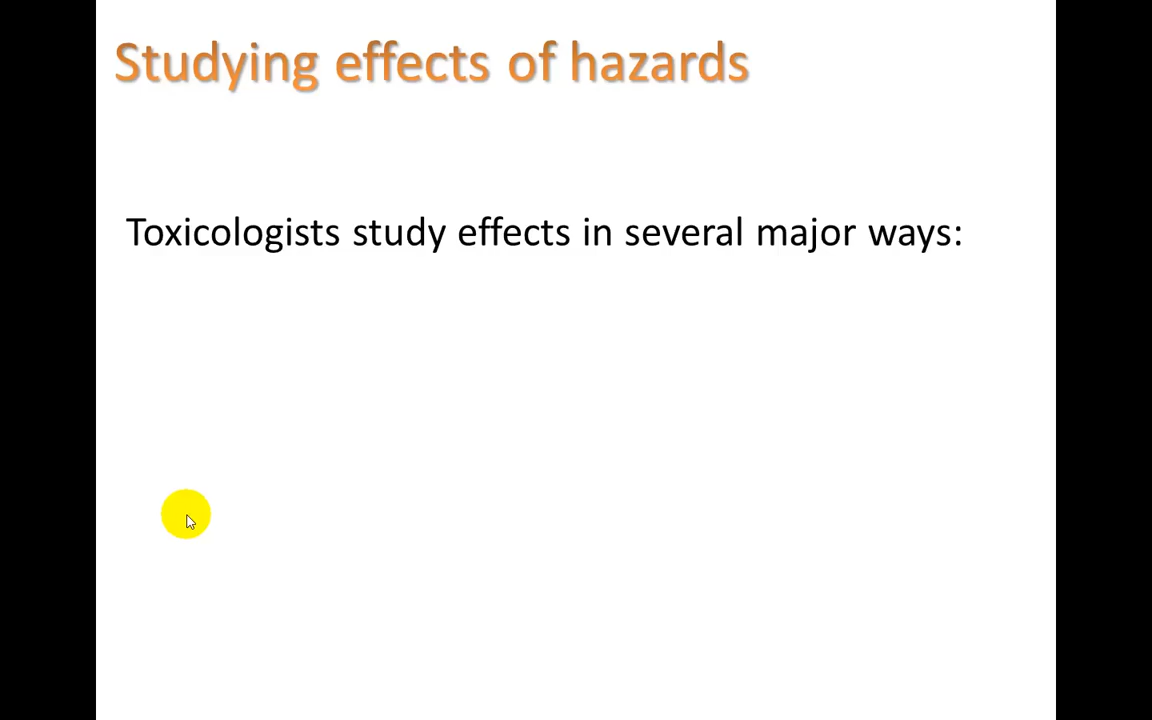 Studying effects of hazards
Toxicologists study effects in several major ways: